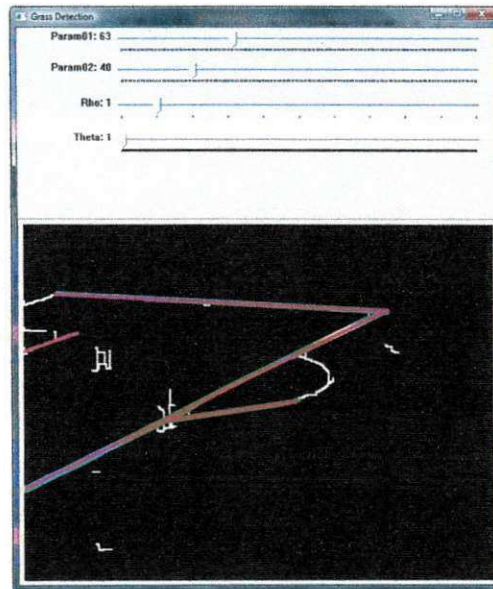 Grass Detection
Param01: 63
Param02: 40
Rho: 1
Theta: 1